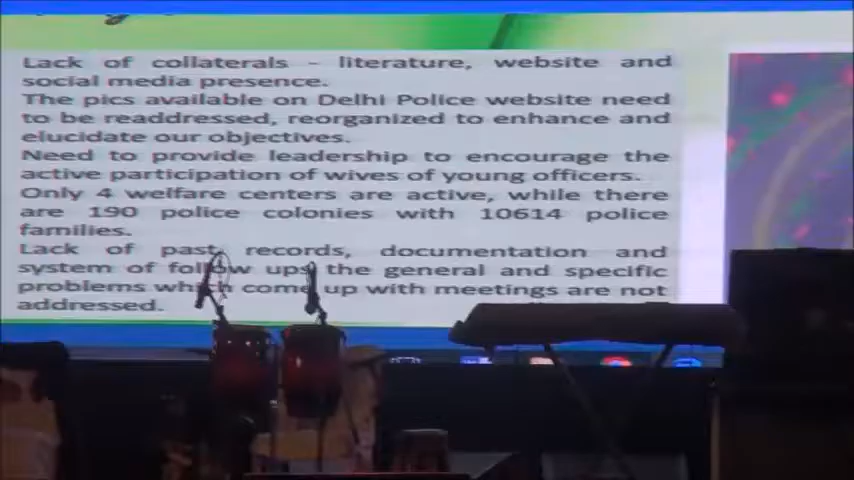 Lack of collaterals - literature, website and
social media presence.
The pics available on Delhi Police website need
to be readdressed, reorganized to enhance and
elucidate our objectives.
Need to provide leadership to encourage the
active participation of wives of young officers.
Only 4 welfare centers are active, while there
are 190 police colonies with 10614 police
families.
Lack of past records, documentation and
system of follow ups the general and specific
problems which come up with meetings are not
addressed.